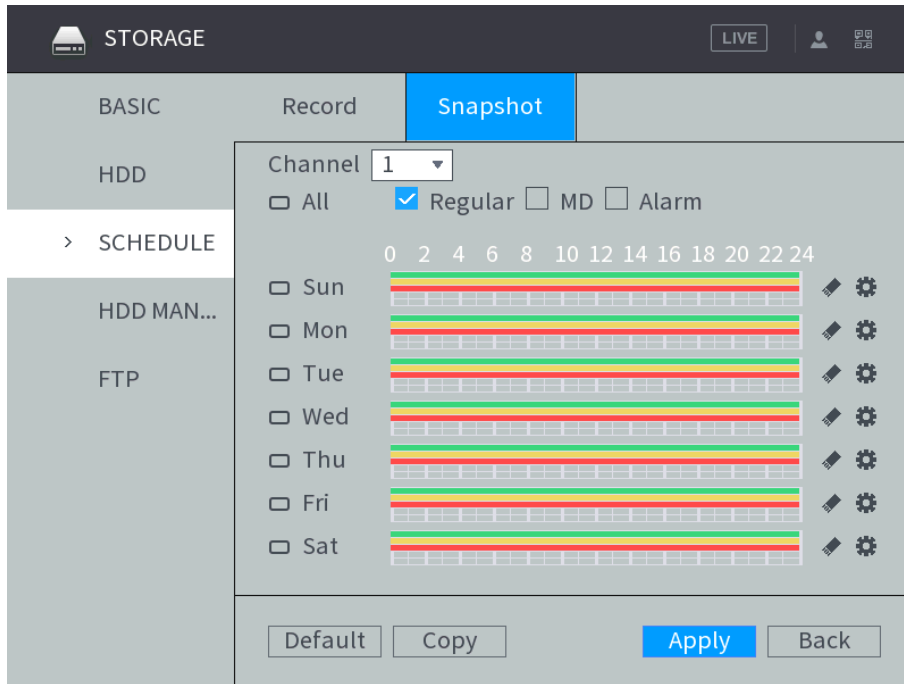 STORAGE LIVE
BASIC Record Snapshot
HDD Channel 1
All Regular MD Alarm
SCHEDULE 0 2 4 6 8 10 12 14 16 18 20 22 24
Sun
HDD MAN... Mon
FTP Tue
Wed
Thu
Fri
Sat
Default Copy Apply Back